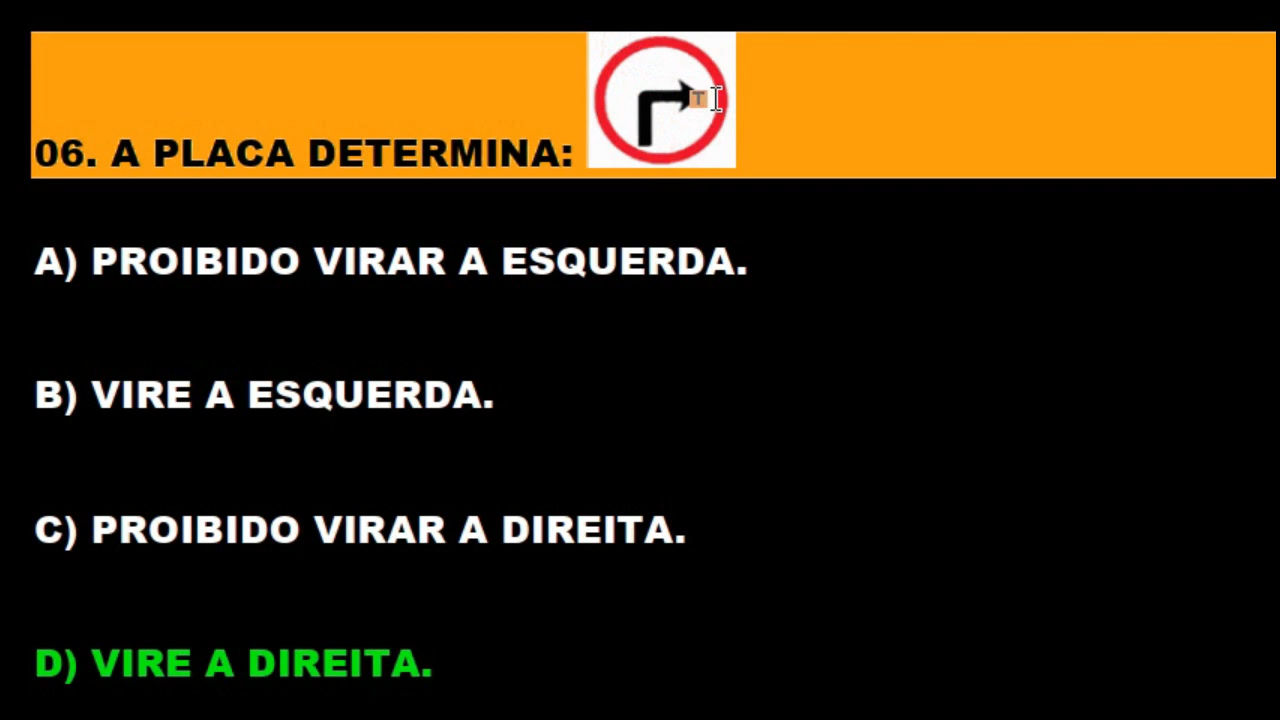 06. A PLACA DETERMINA:
T
A) PROIBIDO VIRAR A ESQUERDA.
B) VIRE A ESQUERDA.
C) PROIBIDO VIRAR A DIREITA.
D) VIRE A DIREITA.